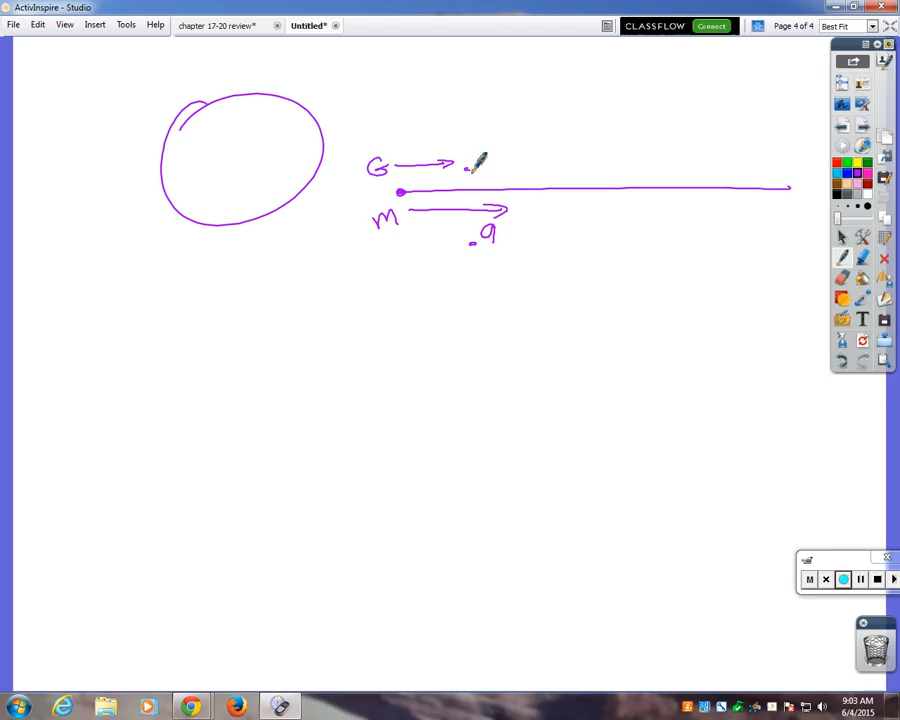 ActivInspire - Studio
File Edit View Insert Tools Help
chapter 17-20 review* Untitled*
CLASSFLOW Connect
Page 4 of 4 Best Fit
G .
m
.9
M
9:03 AM
6/4/2015